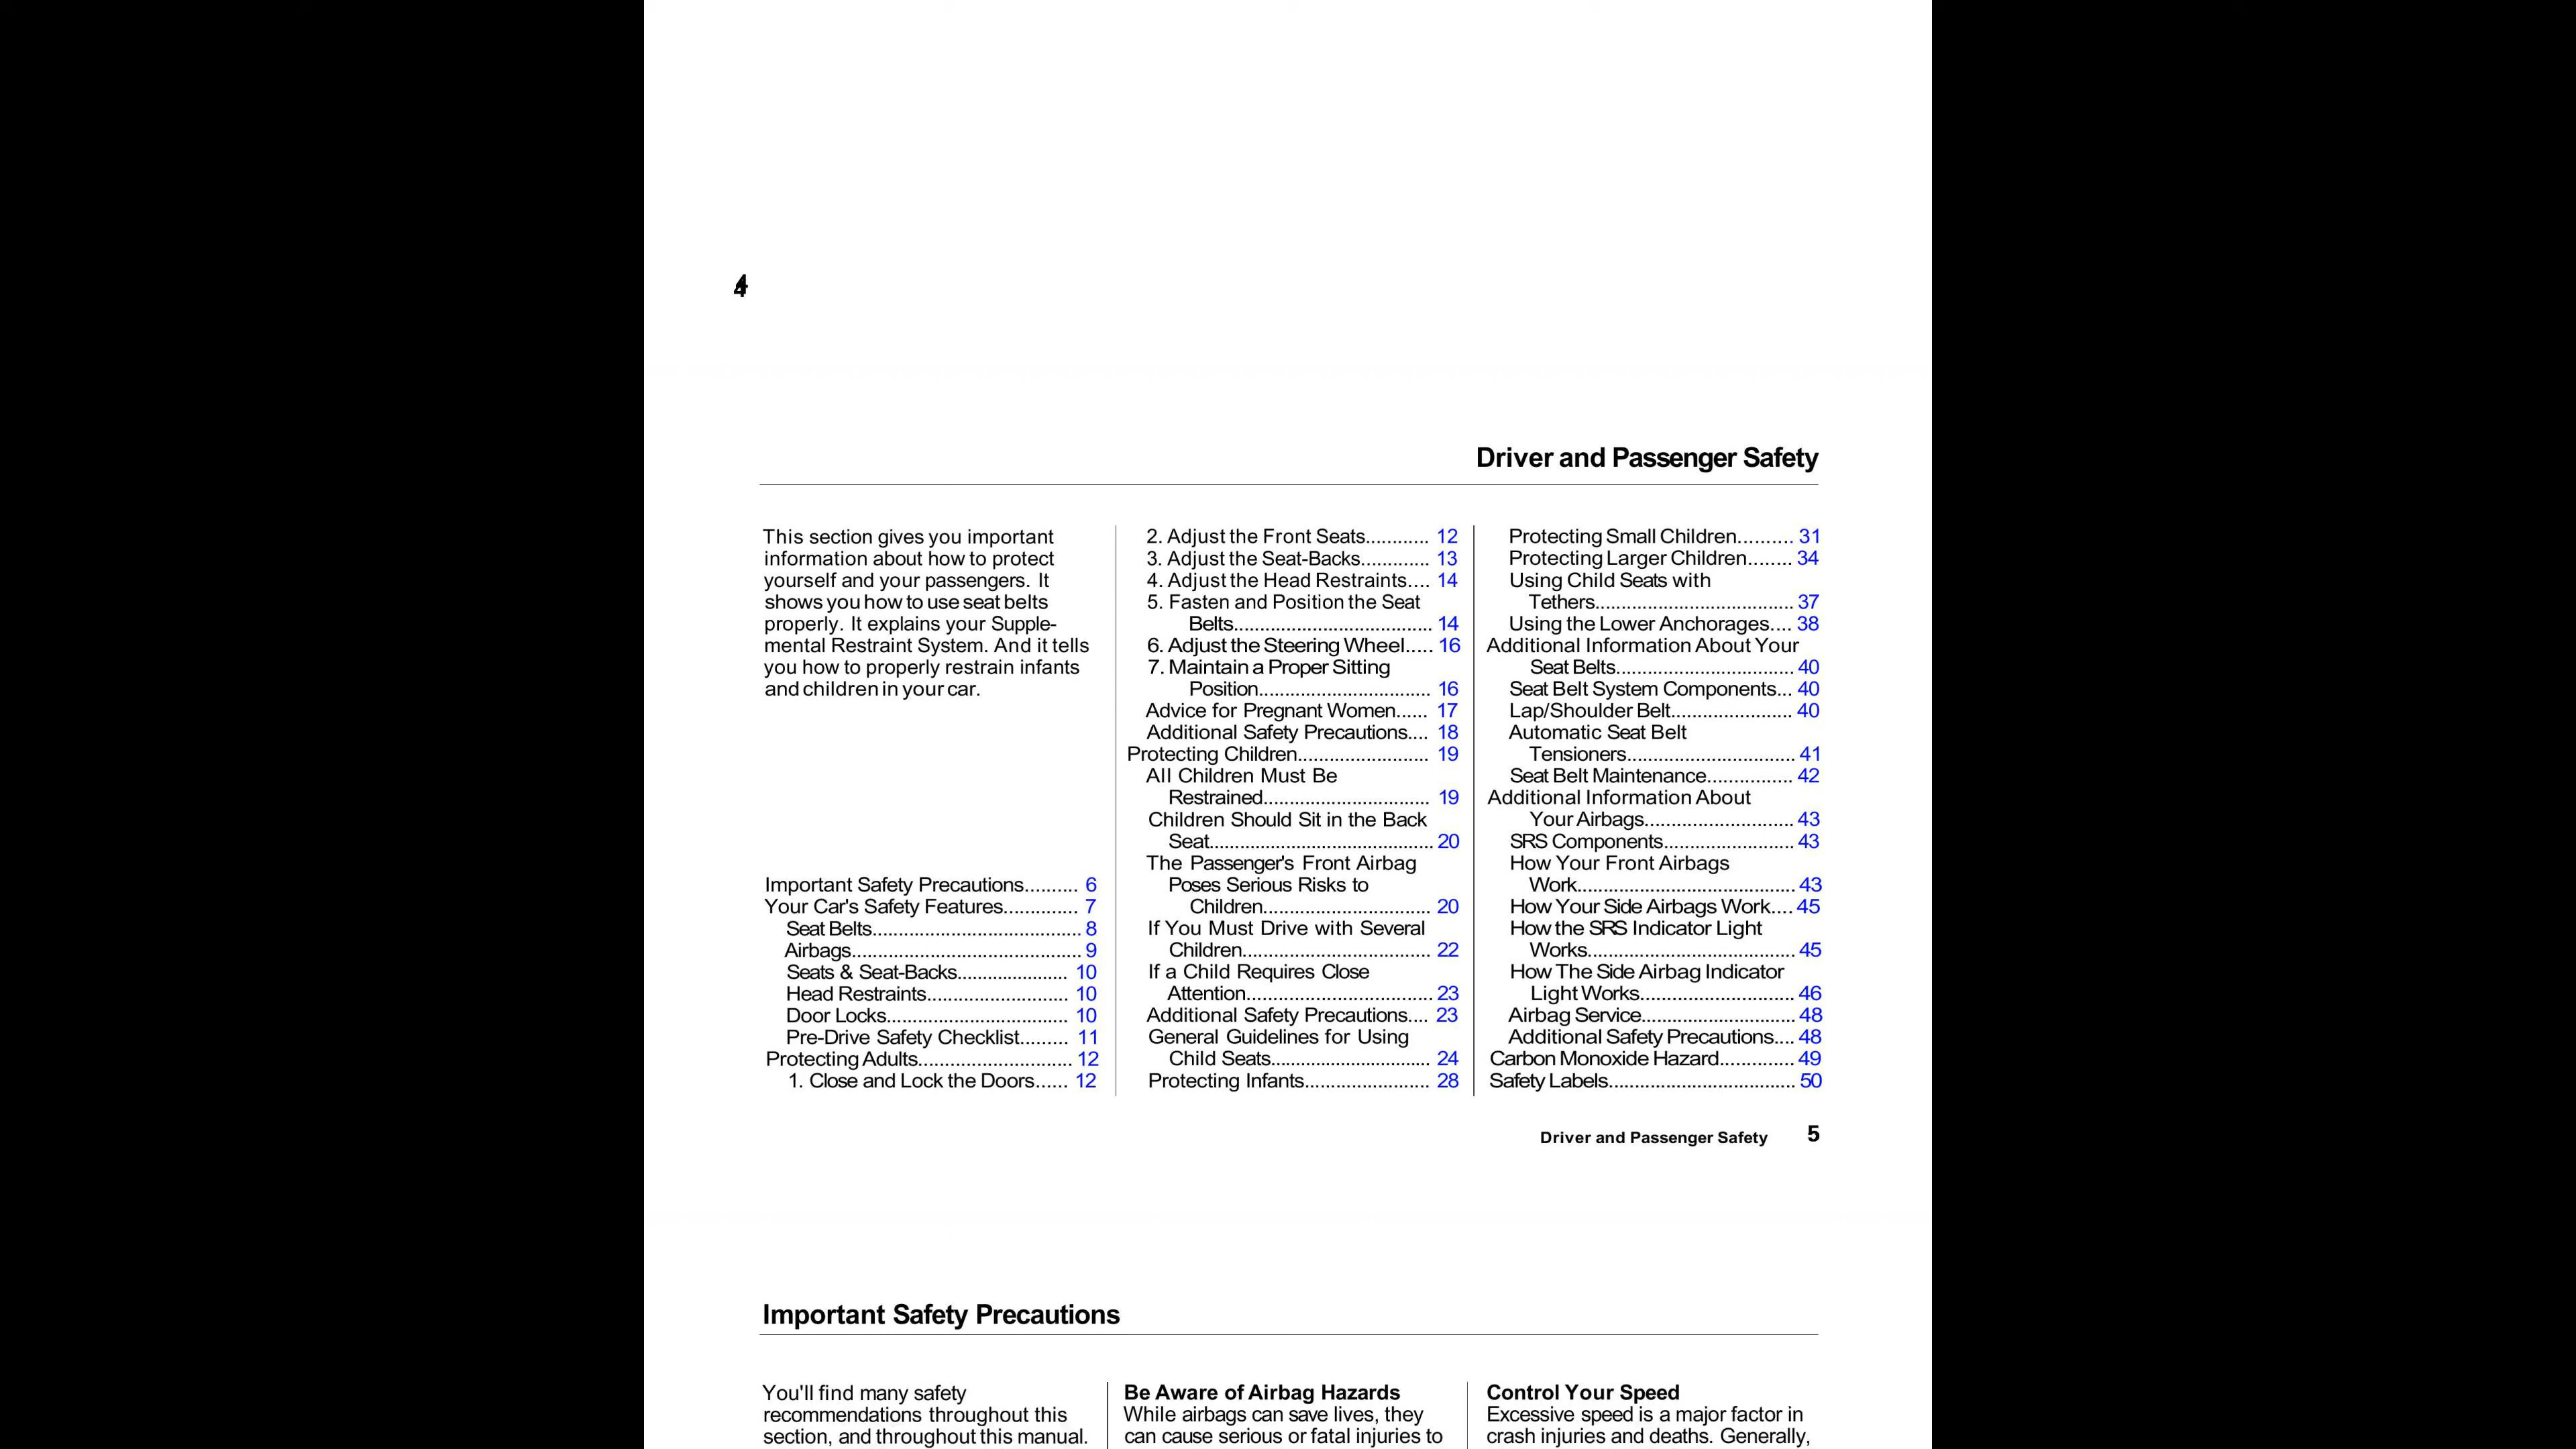 4
Driver and Passenger Safety
This section gives you important
information about how to protect
yourself and your passengers. It
shows you how to use seat belts
properly. It explains your Supple-
mental Restraint System. And it tells
you how to properly restrain infants
and children in your car.
Important Safety Precautions.......... 6
Your Car's Safety Features.............. 7
Seat Belts........................................ 8
Airbags............................................ 9
Seats & Seat-Backs..................... 10
Head Restraints........................... 10
Door Locks.................................. 10
Pre-Drive Safety Checklist......... 11
Protecting Adults............................. 12
1. Close and Lock the Doors...... 12
2. Adjust the Front Seats............ 12
3. Adjust the Seat-Backs............. 13
4. Adjust the Head Restraints.... 14
5. Fasten and Position the Seat
Belts...................................... 14
6. Adjust the Steering Wheel..... 16
7. Maintain a Proper Sitting
Position................................. 16
Advice for Pregnant Women...... 17
Additional Safety Precautions.... 18
Protecting Children......................... 19
All Children Must Be
Restrained................................ 19
Children Should Sit in the Back
Seat........................................... 20
The Passenger's Front Airbag
Poses Serious Risks to
Children................................ 20
If You Must Drive with Several
Children.................................... 22
If a Child Requires Close
Attention................................... 23
Additional Safety Precautions.... 23
General Guidelines for Using
Child Seats.............................. 24
Protecting Infants........................ 28
Protecting Small Children.......... 31
Protecting Larger Children........ 34
Using Child Seats with
Tethers...................................... 37
Using the Lower Anchorages.... 38
Additional Information About Your
Seat Belts.................................. 40
Seat Belt System Components... 40
Lap/Shoulder Belt....................... 40
Automatic Seat Belt
Tensioners................................ 41
Seat Belt Maintenance................ 42
Additional Information About
Your Airbags............................ 43
SRS Components......................... 43
How Your Front Airbags
Work.......................................... 43
How Your Side Airbags Work.... 45
How the SRS Indicator Light
Works........................................ 45
How The Side Airbag Indicator
Light Works............................. 46
Airbag Service............................. 48
Additional Safety Precautions.... 48
Carbon Monoxide Hazard.............. 49
Safety Labels.................................... 50
Driver and Passenger Safety 5
Important Safety Precautions
You'll find many safety
recommendations throughout this
section, and throughout this manual.
Be Aware of Airbag Hazards
While airbags can save lives, they
can cause serious or fatal injuries to
Control Your Speed
Excessive speed is a major factor in
crash injuries and deaths. Generally,